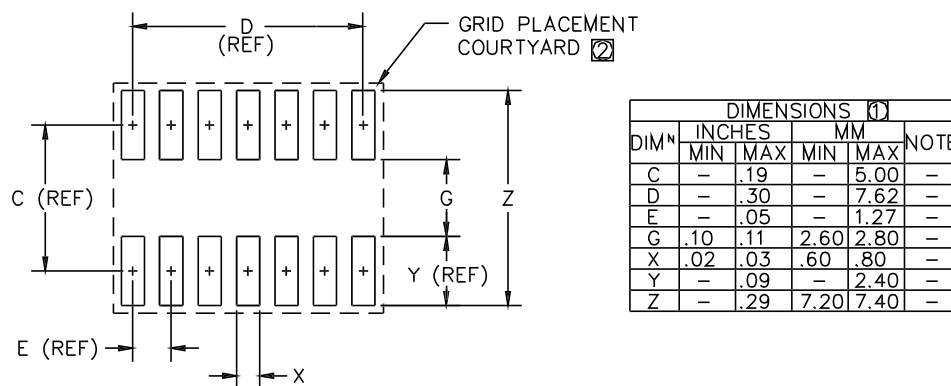 D
(REF)
GRID PLACEMENT
COURTYARD 2
C (REF)
G
Z
Y (REF)
E (REF)
X
DIMENSIONS 1
DIMᴺ INCHES MM NOTE
MIN MAX MIN MAX
C – .19 – 5.00 –
D – .30 – 7.62 –
E – .05 – 1.27 –
G .10 .11 2.60 2.80 –
X .02 .03 .60 .80 –
Y – .09 – 2.40 –
Z – .29 7.20 7.40 –